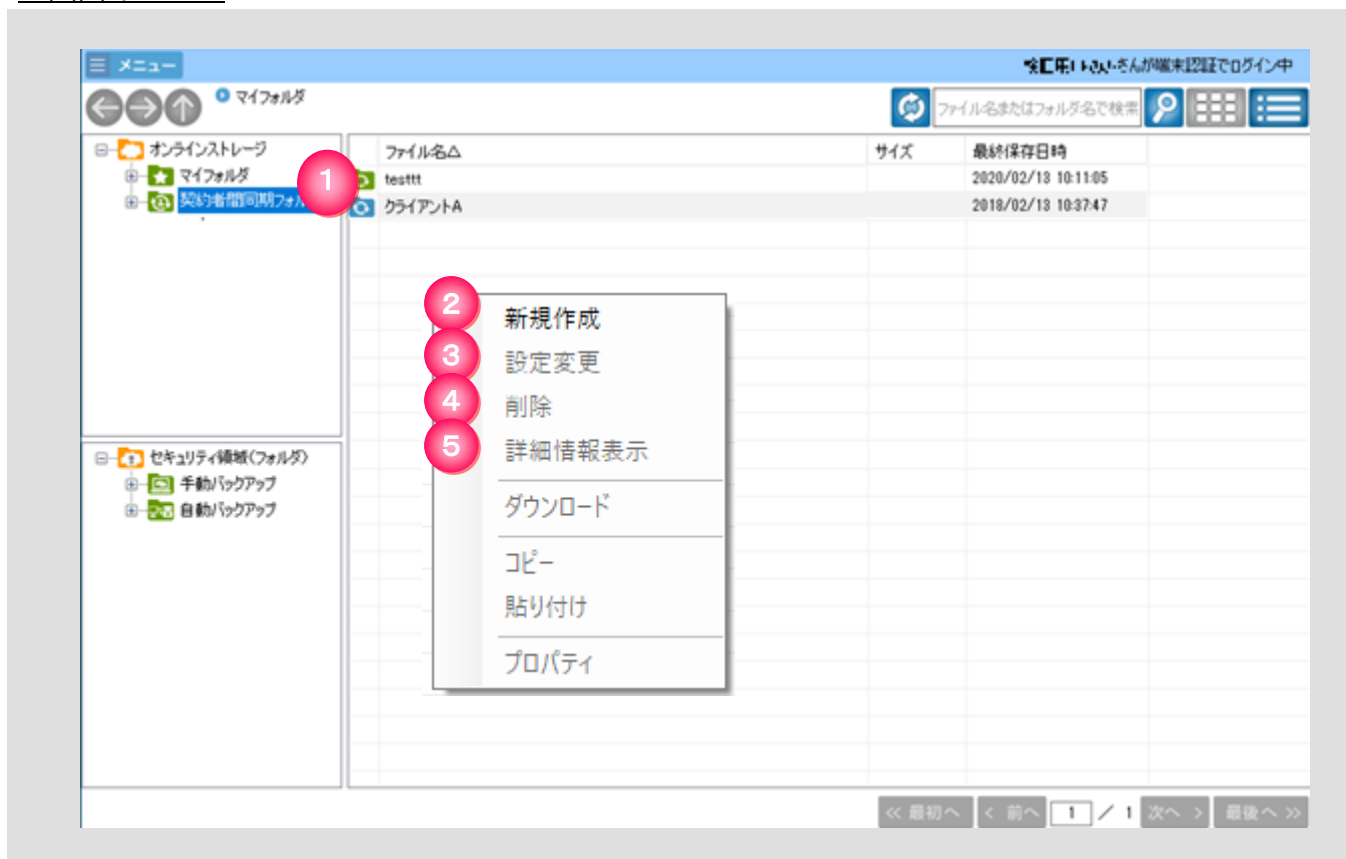 メニュー
さんが端末認証でログイン中
マイフォルダ
ファイル名またはフォルダ名で検索
オンラインストレージ
マイフォルダ
契約者間同期フォル
1
ファイル名△ サイズ 最終保存日時
testtt 2020/02/13 10:11:05
クライアントA 2018/02/13 10:37:47
2 新規作成
3 設定変更
4 削除
5 詳細情報表示
ダウンロード
コピー
貼り付け
プロパティ
セキュリティ領域(フォルダ)
手動バックアップ
自動バックアップ
<< 最初へ < 前へ 1 / 1 次へ > 最後へ >>